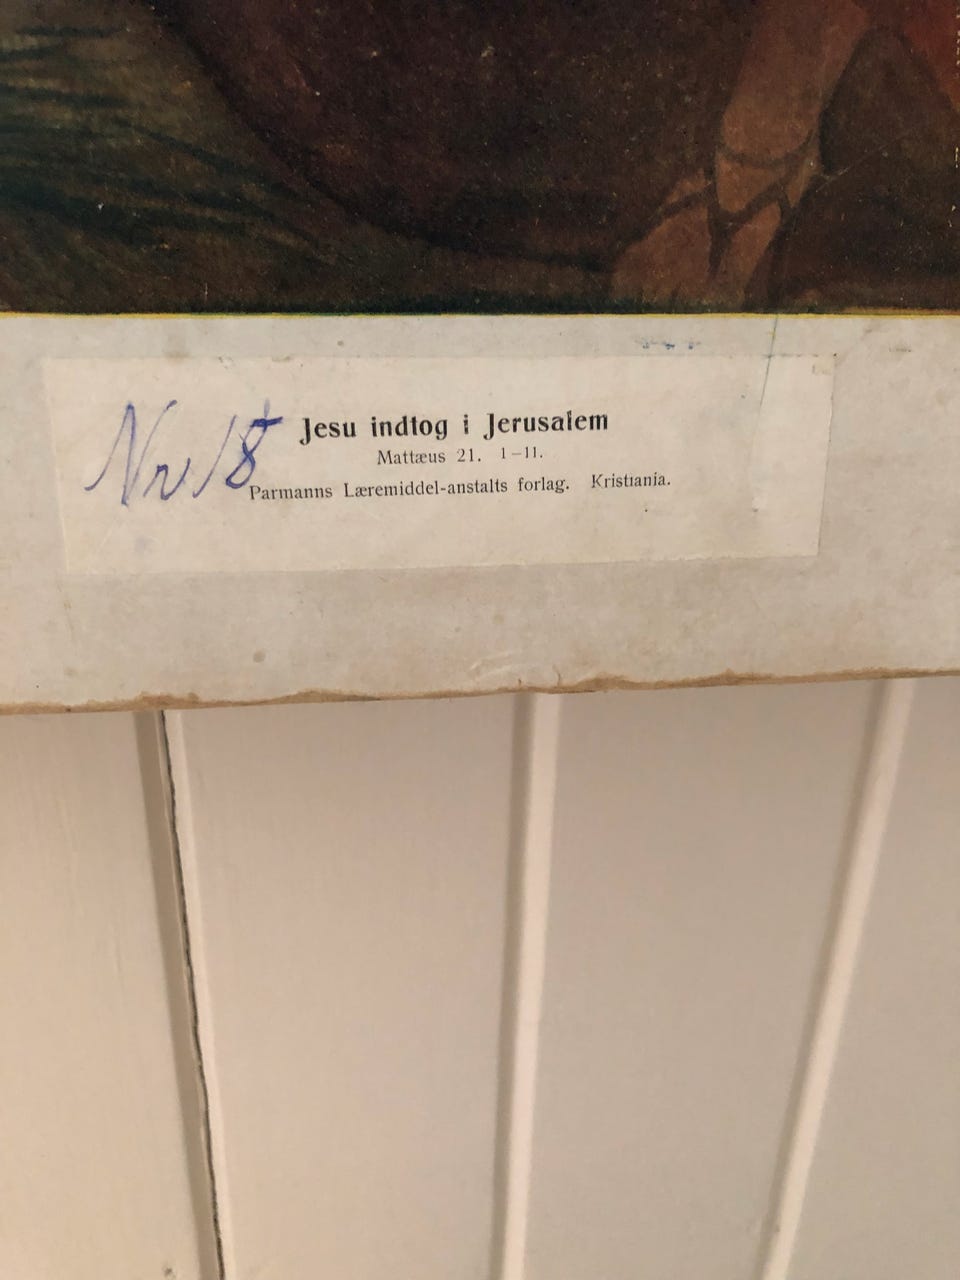 Nr 18
Jesu indtog i Jerusalem
Mattæus 21. 1–11.
Parmanns Læremiddel-anstalts forlag. Kristiania.